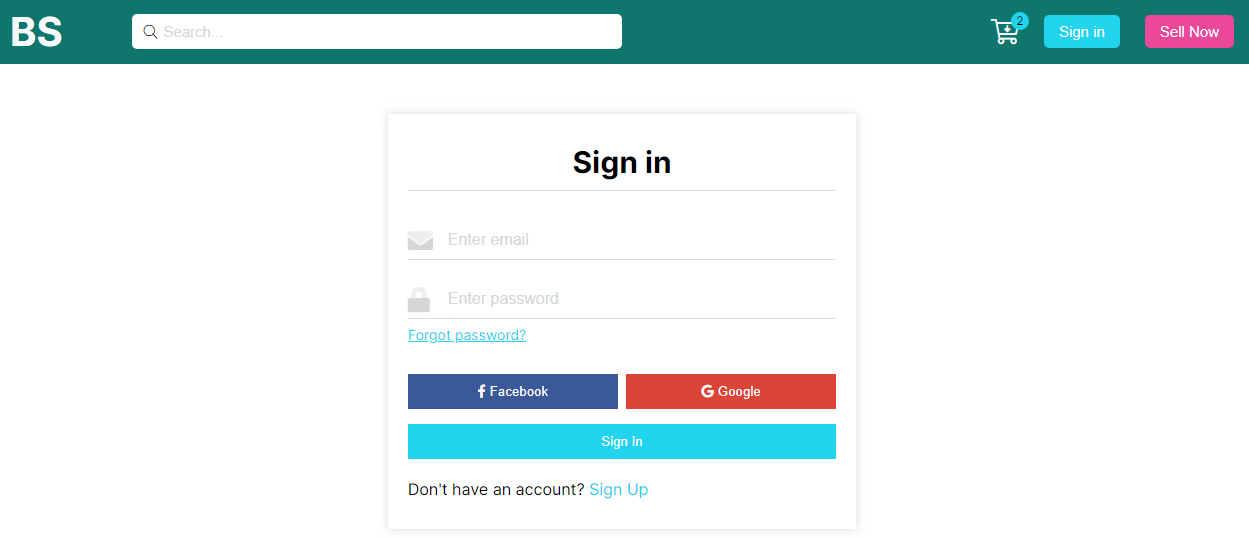 BS
Search...
2
Sign in
Sell Now
Sign in
Enter email
Enter password
Forgot password?
Facebook
Google
Sign In
Don't have an account? Sign Up